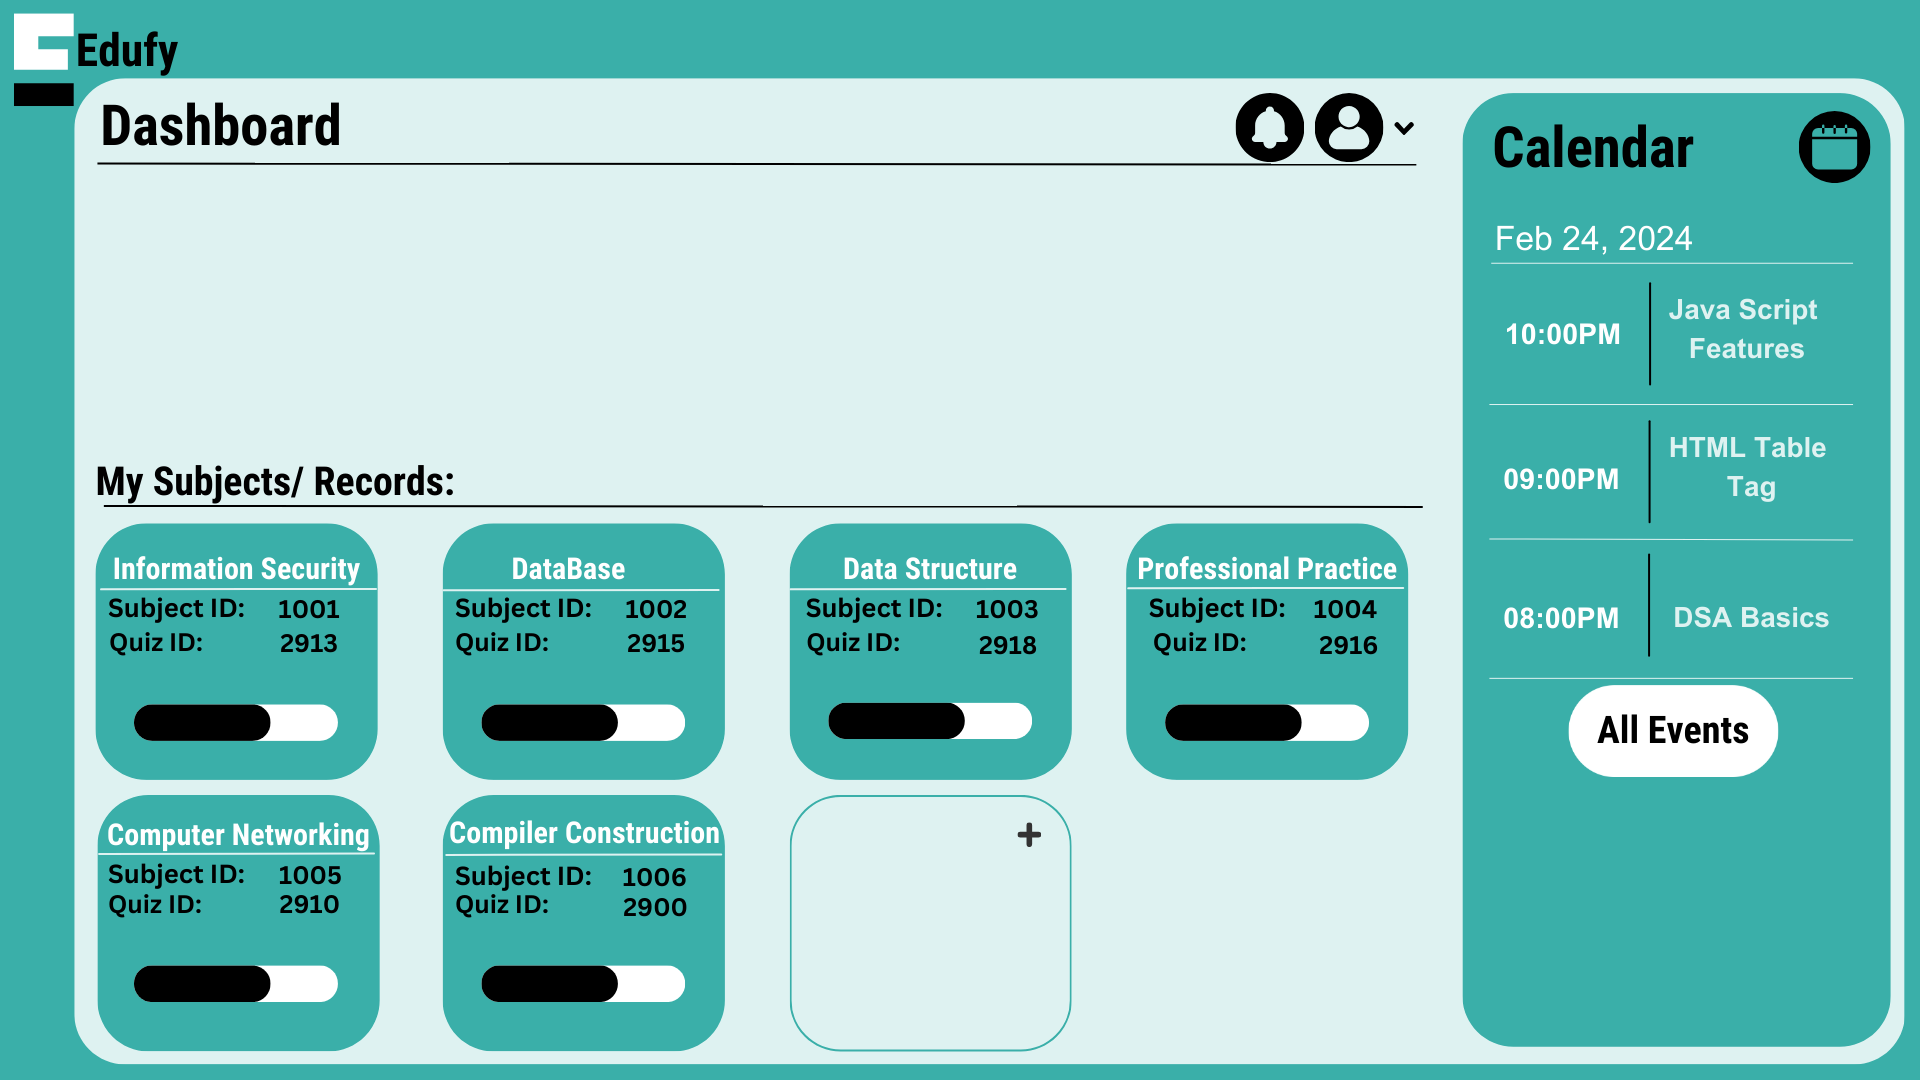 Edufy
Dashboard
My Subjects/ Records:
Information Security
Subject ID: 1001
Quiz ID: 2913
DataBase
Subject ID: 1002
Quiz ID: 2915
Data Structure
Subject ID: 1003
Quiz ID: 2918
Professional Practice
Subject ID: 1004
Quiz ID: 2916
Computer Networking
Subject ID: 1005
Quiz ID: 2910
Compiler Construction
Subject ID: 1006
Quiz ID: 2900
Calendar
Feb 24, 2024
10:00PM
Java Script
Features
09:00PM
HTML Table
Tag
08:00PM
DSA Basics
All Events